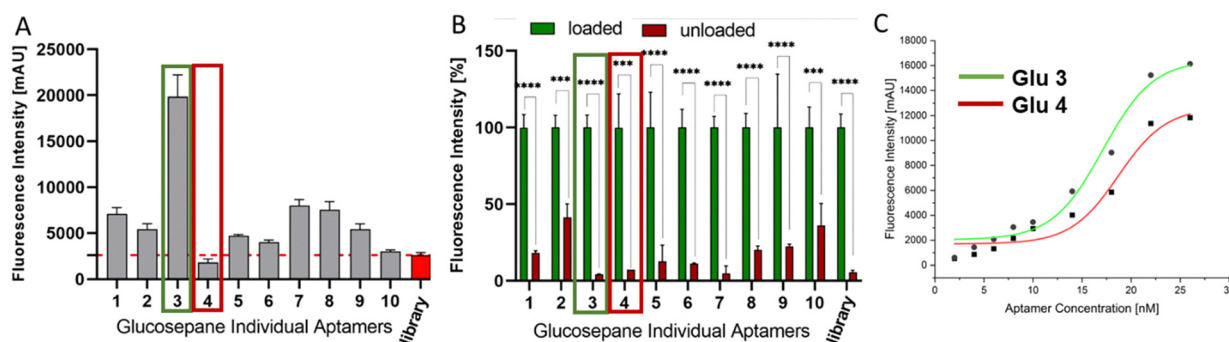 A
Fluorescence Intensity [mAU]
25000
20000
15000
10000
5000
0
1 2 3 4 5 6 7 8 9 10 library
Glucosepane Individual Aptamers
B
loaded unloaded
Fluorescence Intensity [%]
150
100
50
0
**** *** **** *** **** **** **** **** **** *** ****
1 2 3 4 5 6 7 8 9 10 library
Glucosepane Individual Aptamers
C
Glu 3
Glu 4
Fluorescence Intensity [mAU]
18000
16000
14000
12000
10000
8000
6000
4000
2000
0
0 5 10 15 20 25 30
Aptamer Concentration [nM]